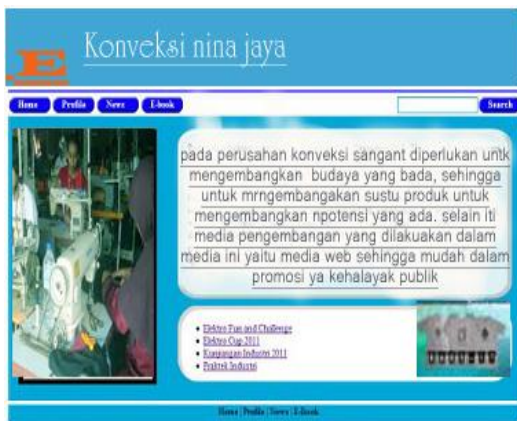 E
Konveksi nina jaya
Home Profile News E-book Search
pada perusahan konveksi sangant diperlukan untk
mengembangkan budaya yang bada, sehingga
untuk mrngembangakan sustu produk untuk
mengembangkan npotensi yang ada. selain iti
media pengembangan yang dilakuakan dalam
media ini yaitu media web sehingga mudah dalam
promosi ya kehalayak publik
Elektro Fun and Challenge
Elektro Cup 2011
Kunjungan Industri 2011
Praktek Industri
Home | Profile | News | E-Book